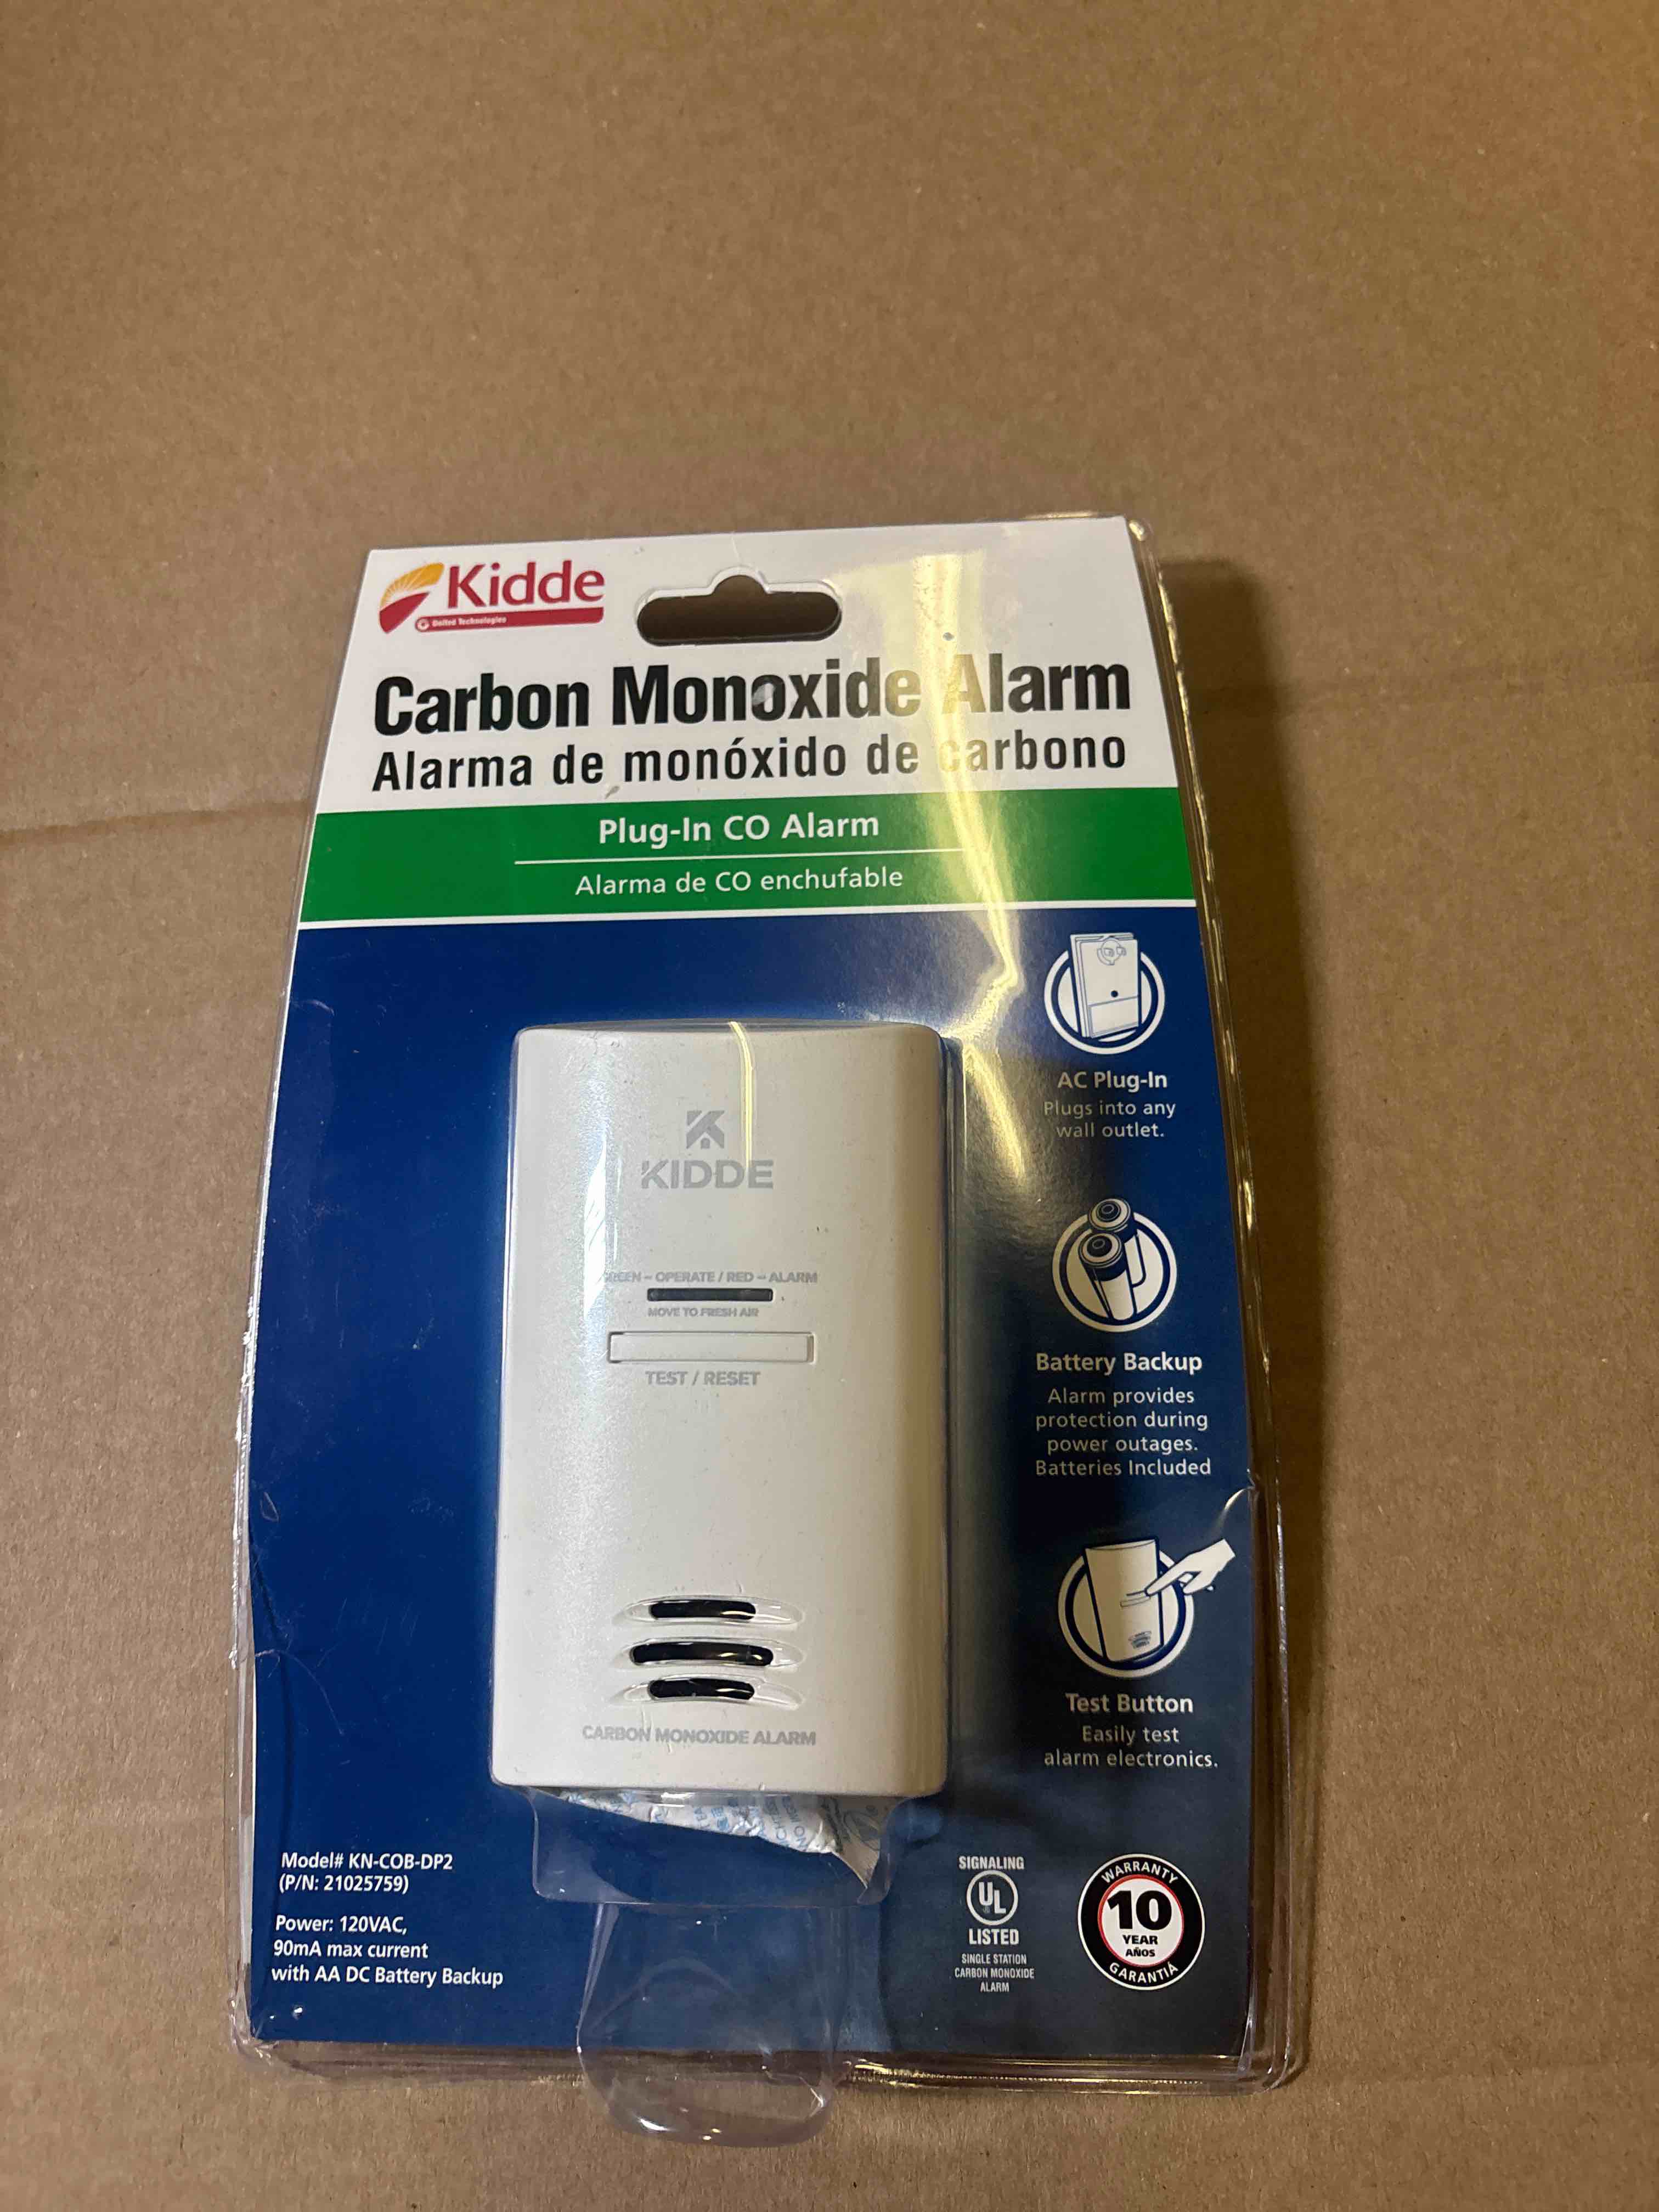 Kidde
United Technologies
Carbon Monoxide Alarm
Alarma de monóxido de carbono
Plug-In CO Alarm
Alarma de CO enchufable
AC Plug-In
Plugs into any
wall outlet.
KIDDE
GREEN – OPERATE / RED – ALARM
MOVE TO FRESH AIR
TEST / RESET
Battery Backup
Alarm provides
protection during
power outages.
Batteries Included
Test Button
Easily test
alarm electronics.
CARBON MONOXIDE ALARM
Model# KN-COB-DP2
(P/N: 21025759)
Power: 120VAC,
90mA max current
with AA DC Battery Backup
SIGNALING
UL
LISTED
SINGLE STATION
CARBON MONOXIDE
ALARM
WARRANTY
10
YEAR
AÑOS
GARANTIÁ